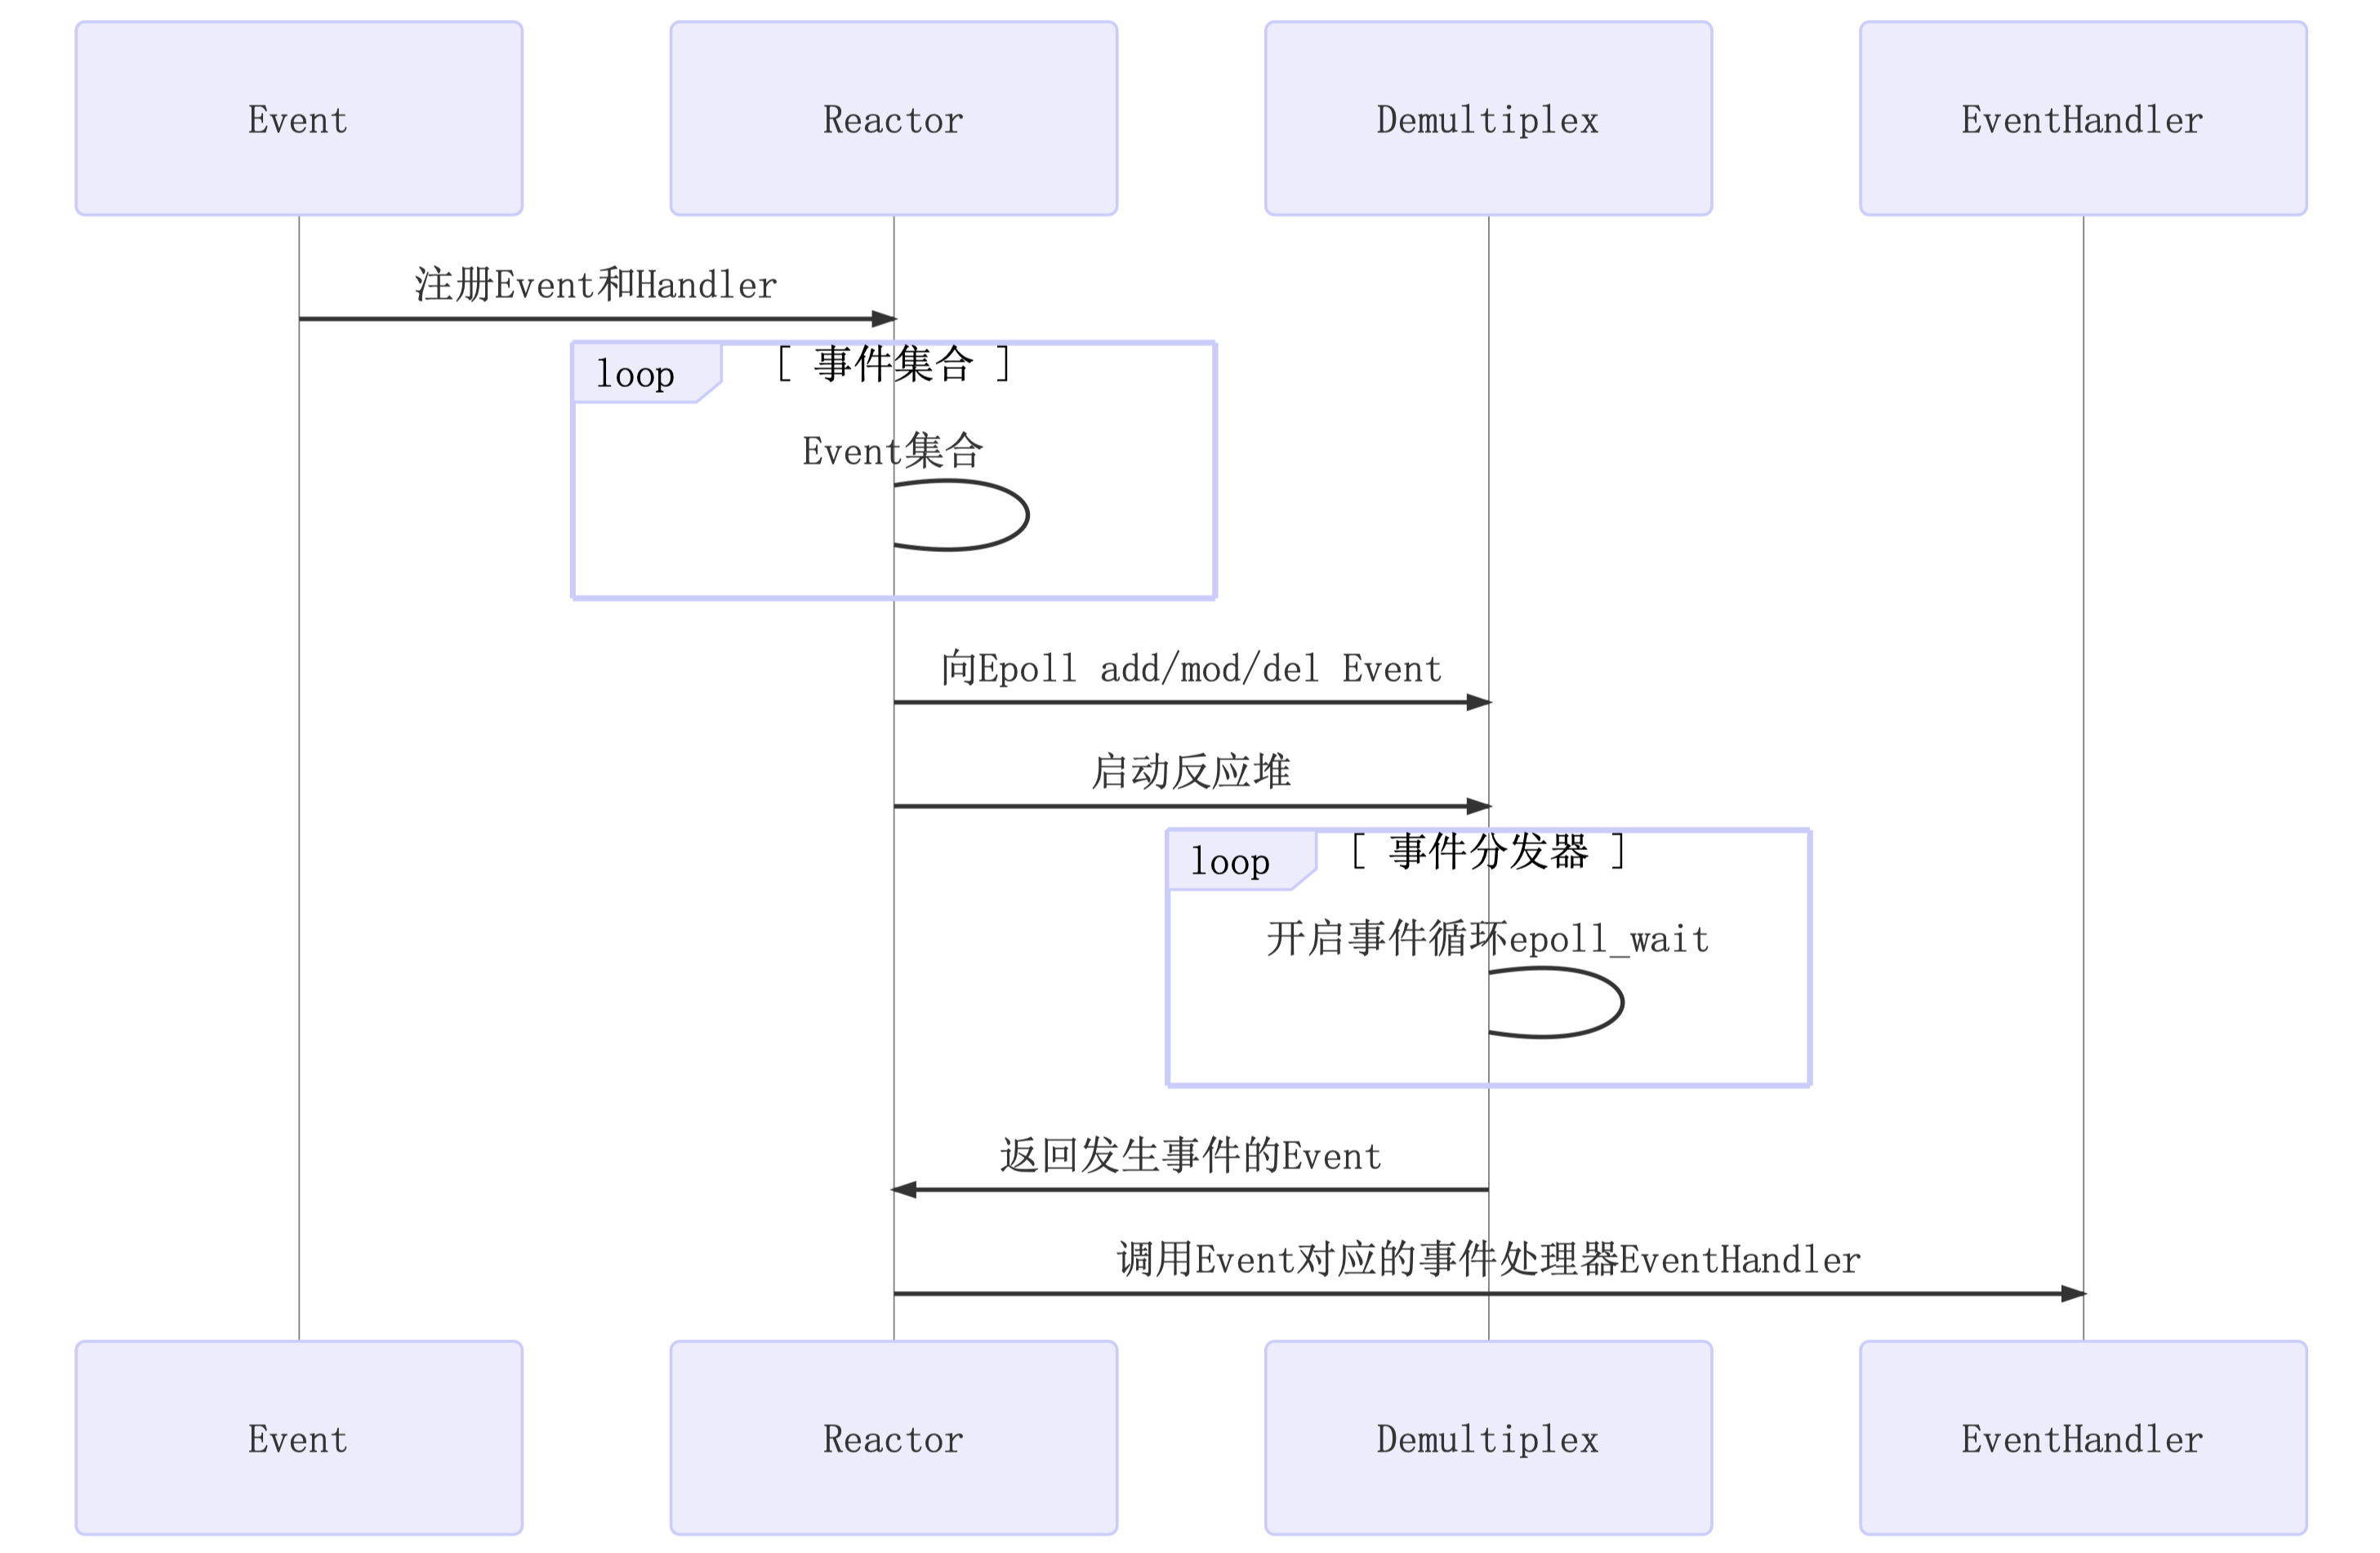 Event
Reactor
Demultiplex
EventHandler
注册Event和Handler
loop
[ 事件集合 ]
Event集合
向Epoll add/mod/del Event
启动反应堆
loop
[ 事件分发器 ]
开启事件循环epoll_wait
返回发生事件的Event
调用Event对应的事件处理器EventHandler
Event
Reactor
Demultiplex
EventHandler